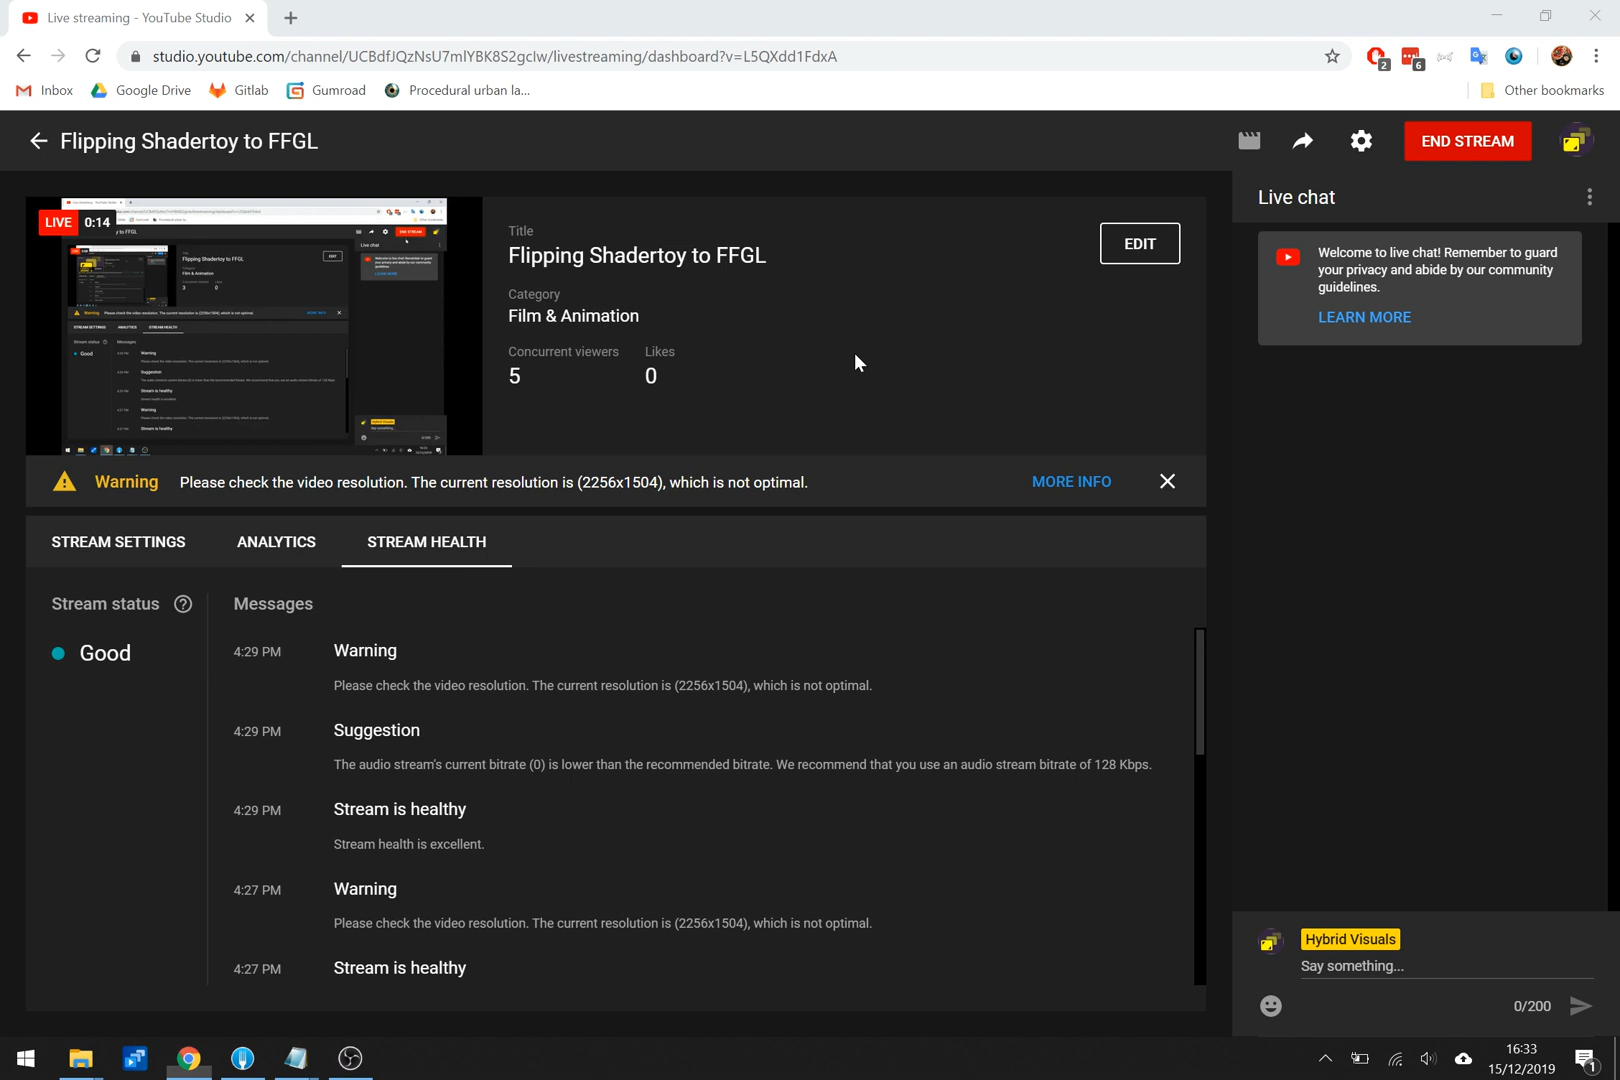 Live streaming - YouTube Studio
studio.youtube.com/channel/UCBdfJQzNsU7mlYBK8S2gcIw/livestreaming/dashboard?v=L5QXdd1FdxA
2
6
Inbox
Google Drive
Gitlab
Gumroad
Procedural urban la...
Other bookmarks
Flipping Shadertoy to FFGL
END STREAM
LIVE 0:14
Title
Flipping Shadertoy to FFGL
EDIT
Category
Film & Animation
Concurrent viewers
Likes
5
0
Live chat
Welcome to live chat! Remember to guard
your privacy and abide by our community
guidelines.
LEARN MORE
Warning
Please check the video resolution. The current resolution is (2256x1504), which is not optimal.
MORE INFO
STREAM SETTINGS
ANALYTICS
STREAM HEALTH
Stream status
Good
Messages
4:29 PM
Warning
Please check the video resolution. The current resolution is (2256x1504), which is not optimal.
4:29 PM
Suggestion
The audio stream's current bitrate (0) is lower than the recommended bitrate. We recommend that you use an audio stream bitrate of 128 Kbps.
4:29 PM
Stream is healthy
Stream health is excellent.
4:27 PM
Warning
Please check the video resolution. The current resolution is (2256x1504), which is not optimal.
4:27 PM
Stream is healthy
Hybrid Visuals
Say something...
0/200
16:33
15/12/2019
1